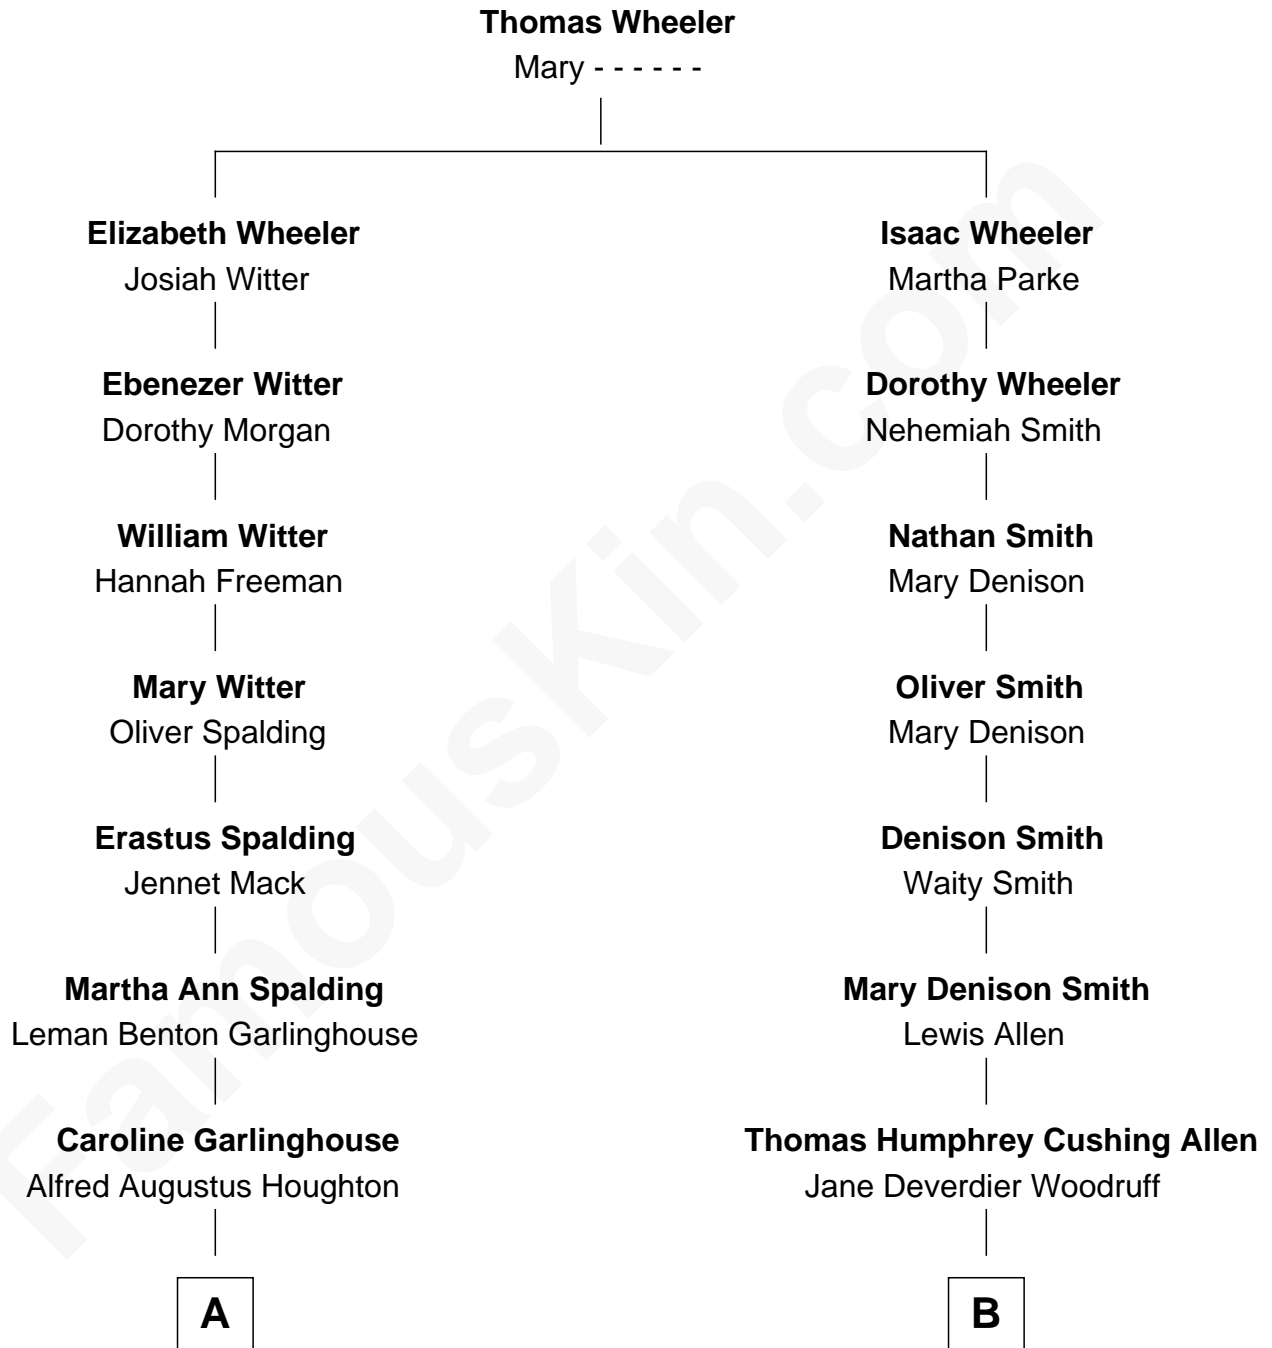 Thomas Wheeler
Mary - - - - - -
Elizabeth Wheeler
Josiah Witter
Isaac Wheeler
Martha Parke
Ebenezer Witter
Dorothy Morgan
Dorothy Wheeler
Nehemiah Smith
William Witter
Hannah Freeman
Nathan Smith
Mary Denison
Mary Witter
Oliver Spalding
Oliver Smith
Mary Denison
Erastus Spalding
Jennet Mack
Denison Smith
Waity Smith
Martha Ann Spalding
Leman Benton Garlinghouse
Mary Denison Smith
Lewis Allen
Caroline Garlinghouse
Alfred Augustus Houghton
Thomas Humphrey Cushing Allen
Jane Deverdier Woodruff
A
B
FamousKin.com